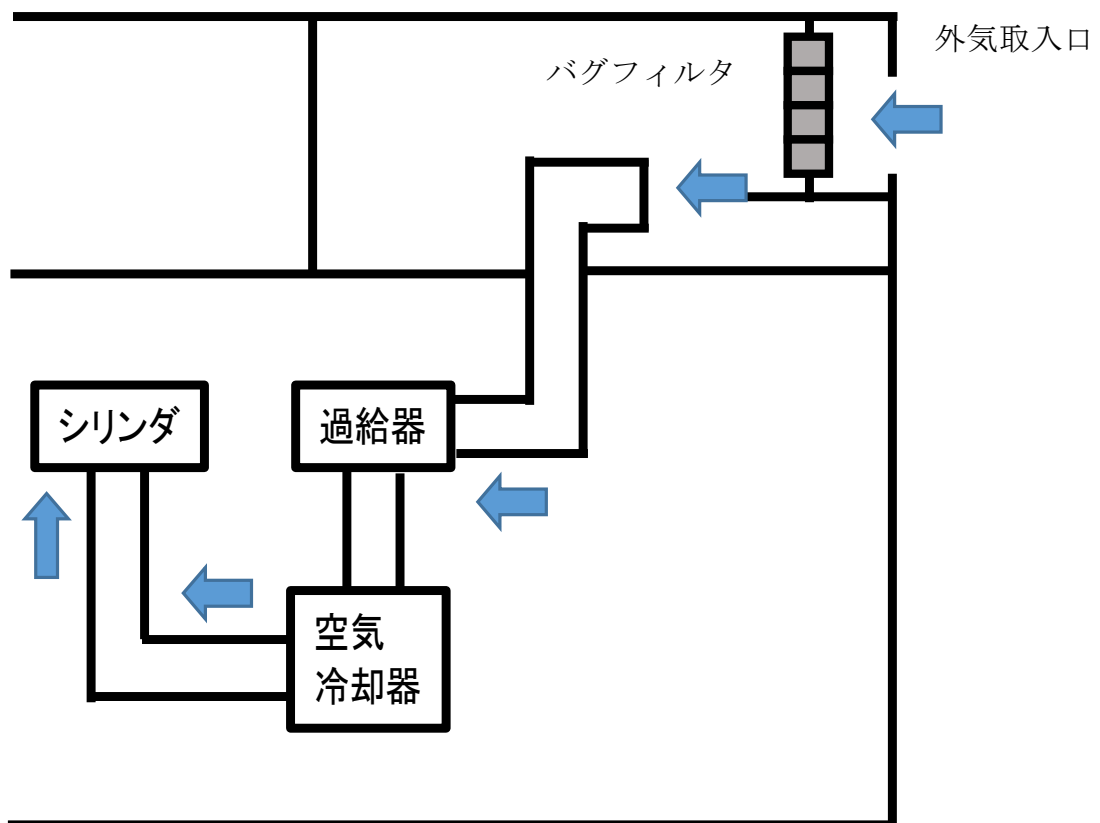 外気取入口
バグフィルタ
シリンダ
過給器
空気
冷却器